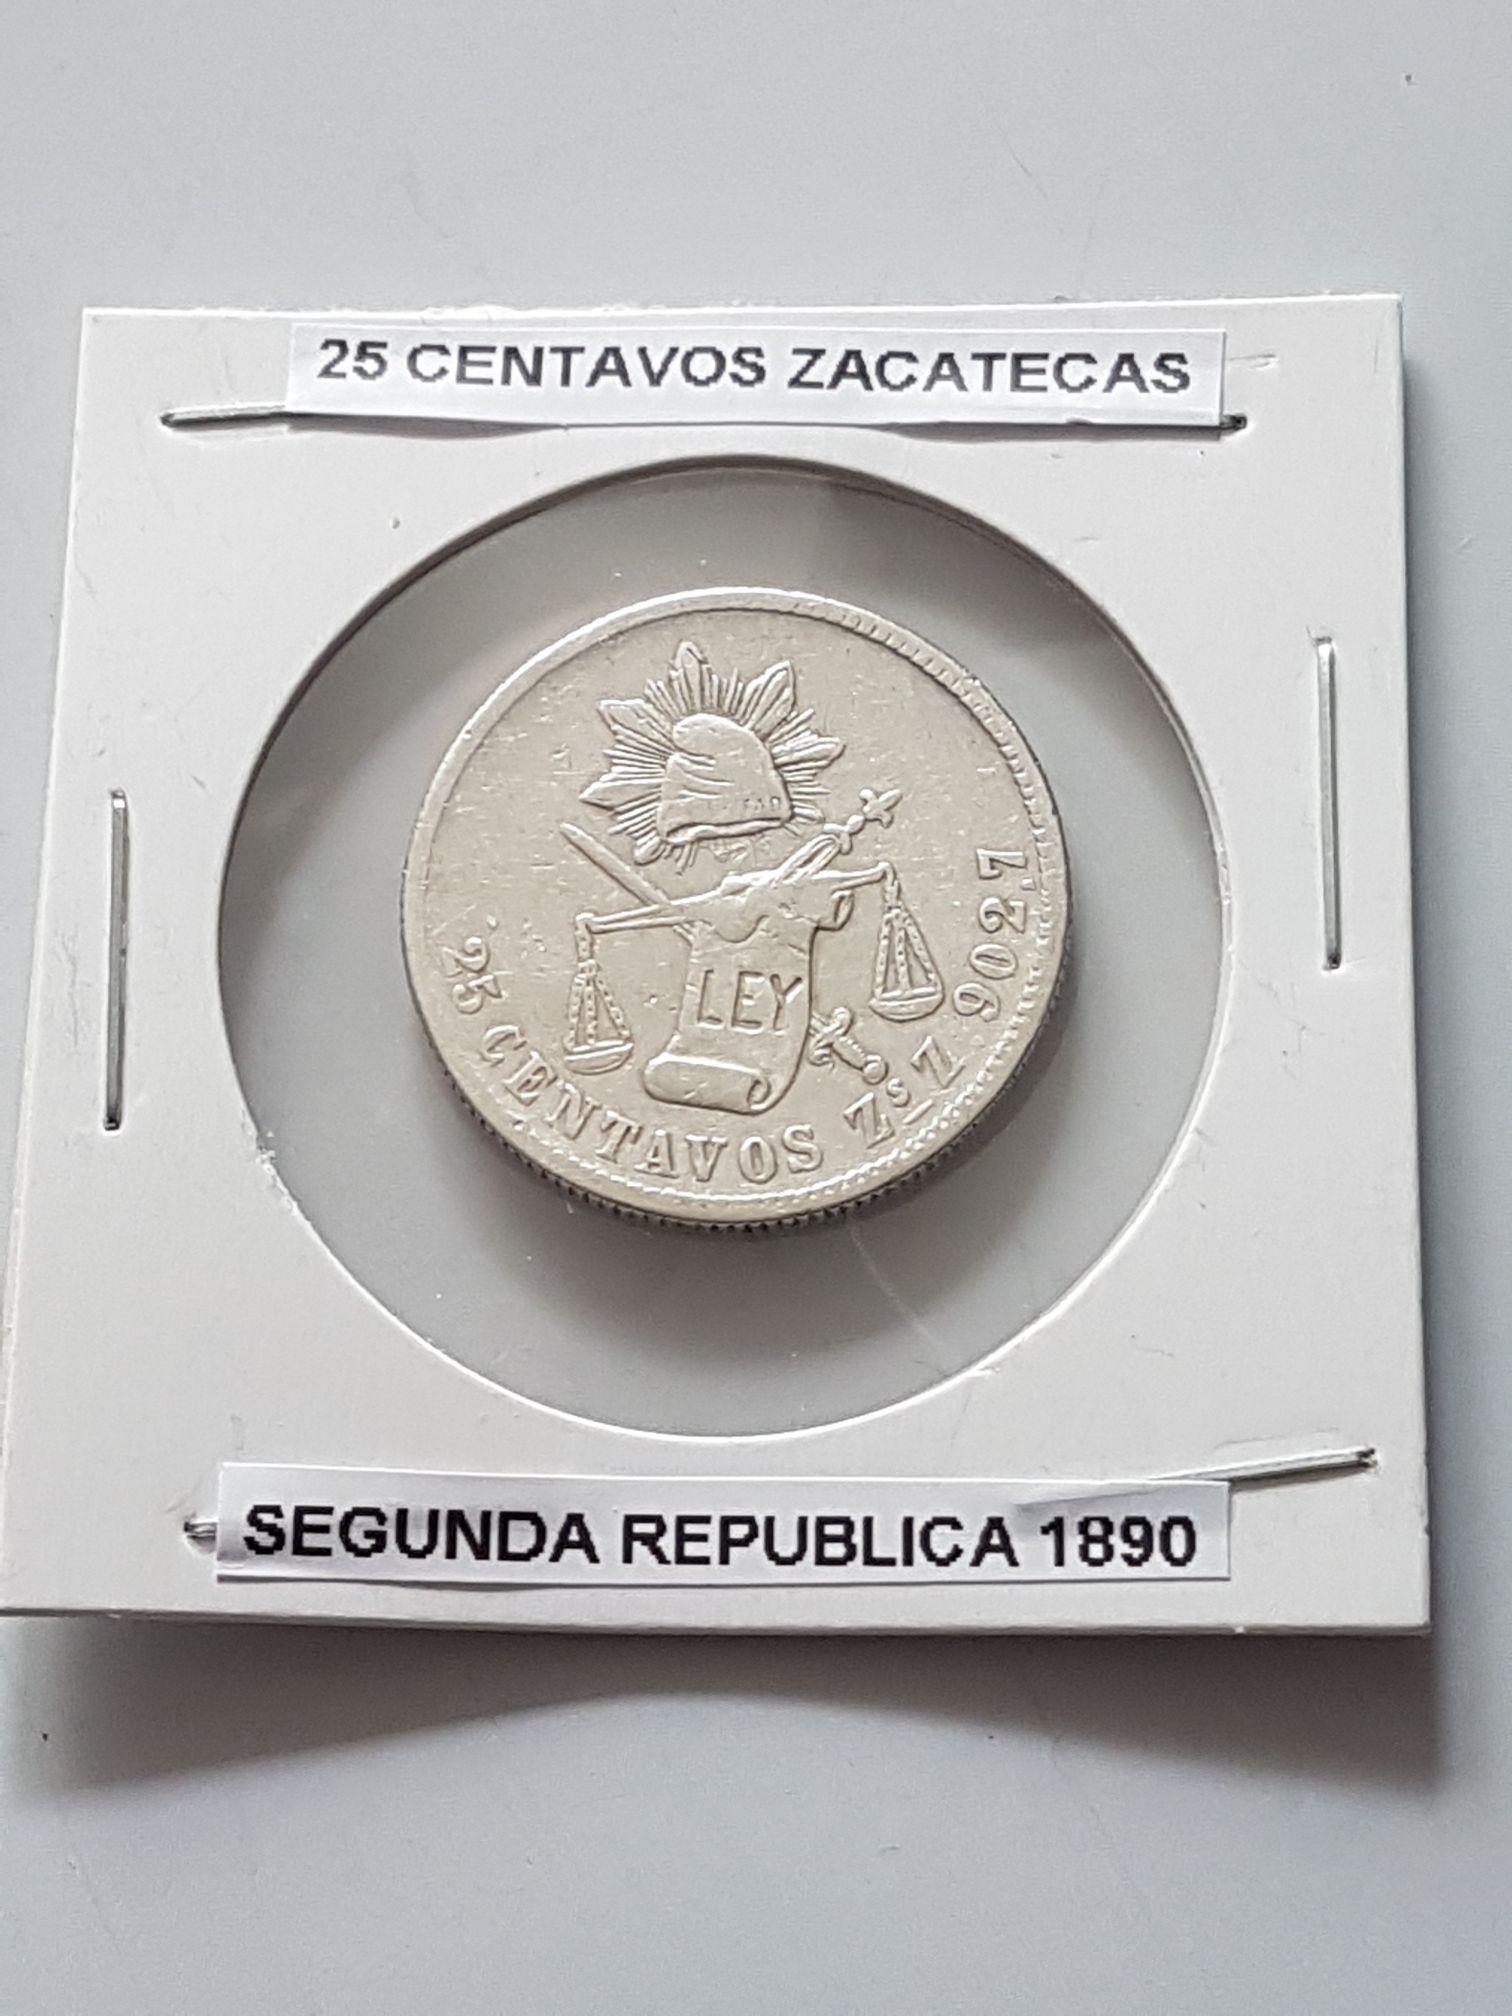 25 CENTAVOS ZACATECAS
LEY
25 CENTAVOS Zs Z 902,7
SEGUNDA REPUBLICA 1890